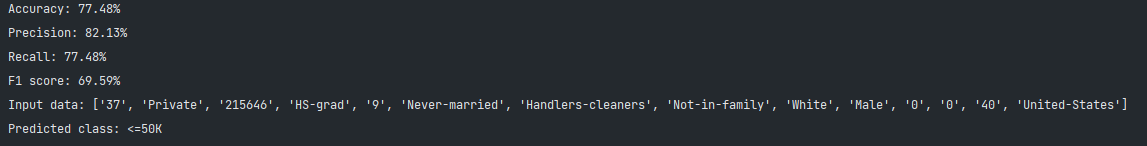 Accuracy: 77.48%
Precision: 82.13%
Recall: 77.48%
F1 score: 69.59%
Input data: ['37', 'Private', '215646', 'HS-grad', '9', 'Never-married', 'Handlers-cleaners', 'Not-in-family', 'White', 'Male', '0', '0', '40', 'United-States']
Predicted class: <=50K